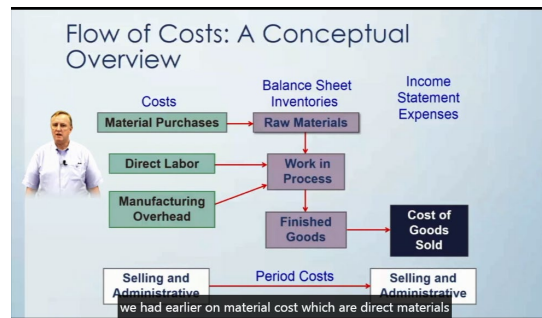 Flow of Costs: A Conceptual
Overview
Costs
Balance Sheet
Inventories
Income
Statement
Expenses
Material Purchases
Raw Materials
Direct Labor
Work in
Process
Manufacturing
Overhead
Finished
Goods
Cost of
Goods
Sold
Selling and
Administrative
Period Costs
Selling and
Administrative
we had earlier on material cost which are direct materials